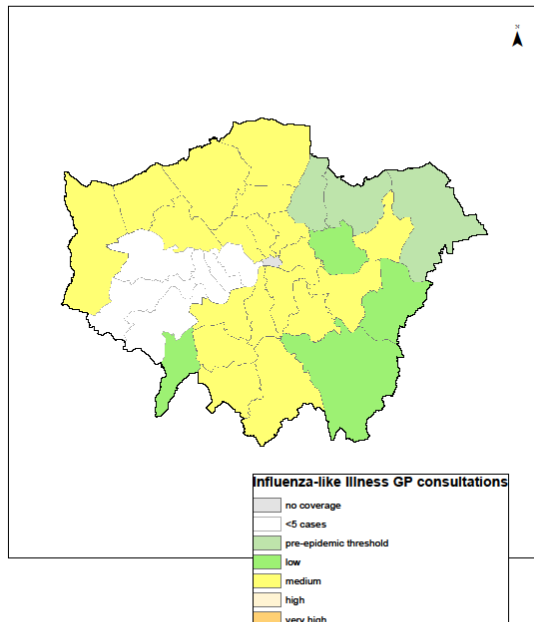 N
Influenza-like Illness GP consultations
no coverage
<5 cases
pre-epidemic threshold
low
medium
high
very high